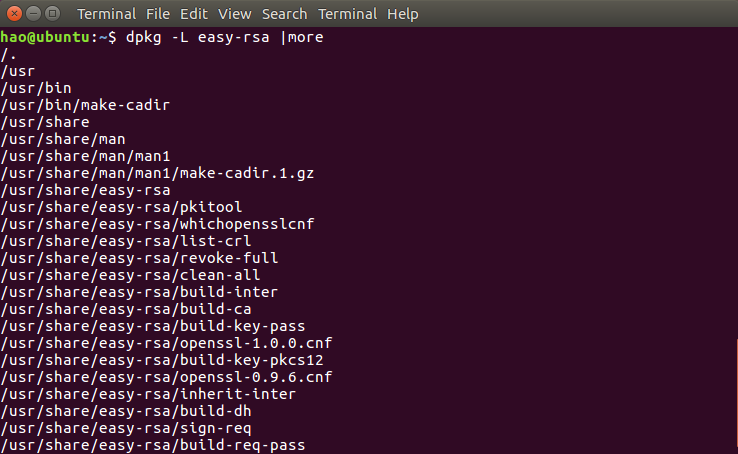 Terminal File Edit View Search Terminal Help
hao@ubuntu:~$ dpkg -L easy-rsa |more
/.
/usr
/usr/bin
/usr/bin/make-cadir
/usr/share
/usr/share/man
/usr/share/man/man1
/usr/share/man/man1/make-cadir.1.gz
/usr/share/easy-rsa
/usr/share/easy-rsa/pkitool
/usr/share/easy-rsa/whichopensslcnf
/usr/share/easy-rsa/list-crl
/usr/share/easy-rsa/revoke-full
/usr/share/easy-rsa/clean-all
/usr/share/easy-rsa/build-inter
/usr/share/easy-rsa/build-ca
/usr/share/easy-rsa/build-key-pass
/usr/share/easy-rsa/openssl-1.0.0.cnf
/usr/share/easy-rsa/build-key-pkcs12
/usr/share/easy-rsa/openssl-0.9.6.cnf
/usr/share/easy-rsa/inherit-inter
/usr/share/easy-rsa/build-dh
/usr/share/easy-rsa/sign-req
/usr/share/easy-rsa/build-req-pass